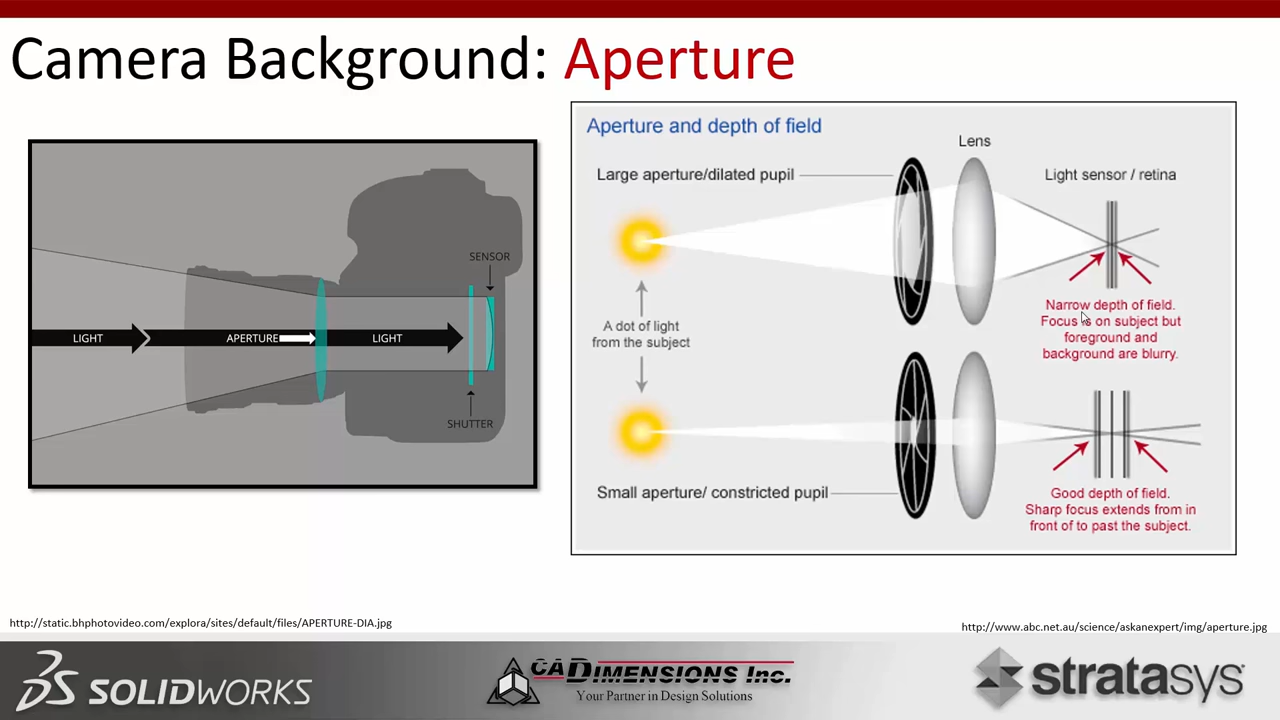 Camera Background: Aperture
SENSOR
LIGHT
APERTURE
LIGHT
SHUTTER
Aperture and depth of field
Lens
Large aperture/dilated pupil
Light sensor / retina
Narrow depth of field.
Focus is on subject but
foreground and
background are blurry.
A dot of light
from the subject
Small aperture/ constricted pupil
Good depth of field.
Sharp focus extends from in
front of to past the subject.
http://static.bhphotovideo.com/explora/sites/default/files/APERTURE-DIA.jpg
http://www.abc.net.au/science/askanexpert/img/aperture.jpg
SOLIDWORKS
CADIMENSIONS Inc.
Your Partner in Design Solutions
stratasys